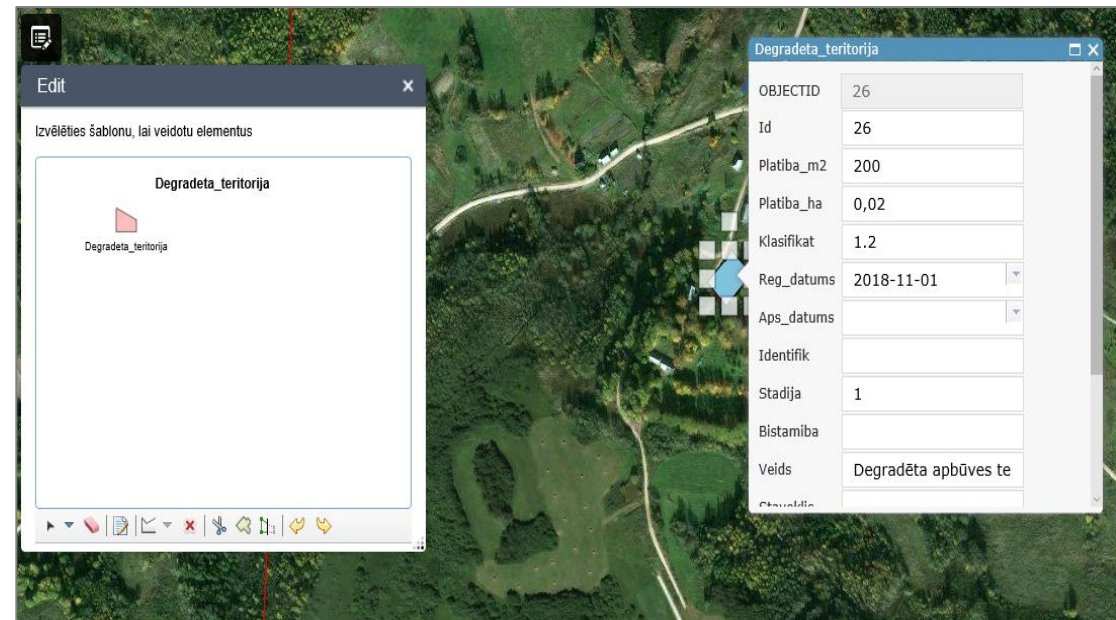 Edit
Izvēlēties šablonu, lai veidotu elementus
Degradeta_teritorija
Degradeta_teritorija
Degradeta_teritorija
OBJECTID 26
Id 26
Platiba_m2 200
Platiba_ha 0,02
Klasifikat 1.2
Reg_datums 2018-11-01
Aps_datums
Identifik
Stadija 1
Bistamiba
Veids Degradēta apbūves te